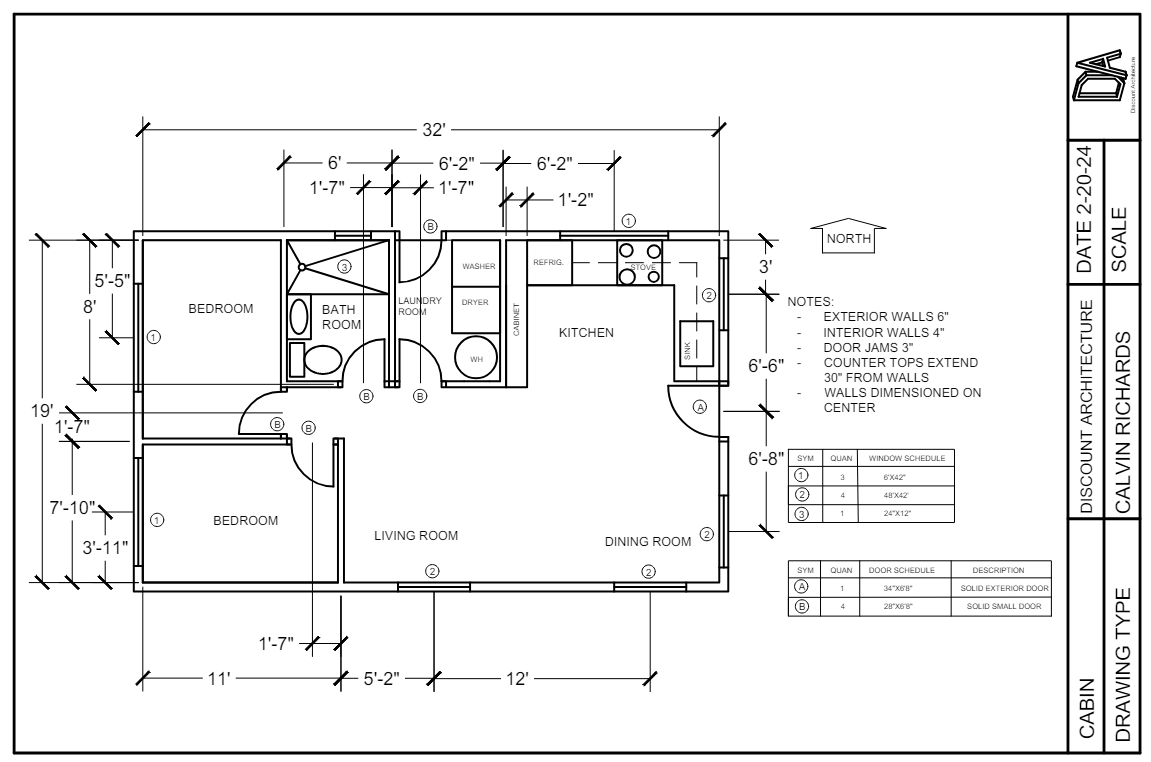 32'
6'
6'-2"
6'-2"
1'-7"
1'-7"
1'-2"
B
1
NORTH
5'-5"
8'
3'
3
WASHER
REFRIG.
STOVE
2
BEDROOM
BATH
ROOM
LAUNDRY
ROOM
DRYER
CABINET
KITCHEN
1
WH
SINK
6'-6"
NOTES:
- EXTERIOR WALLS 6"
- INTERIOR WALLS 4"
- DOOR JAMS 3"
- COUNTER TOPS EXTEND
30" FROM WALLS
- WALLS DIMENSIONED ON
CENTER
19'
1'-7"
B
B
A
B
B
6'-8"
7'-10"
3'-11"
1
BEDROOM
LIVING ROOM
DINING ROOM
2
2
2
SYM QUAN WINDOW SCHEDULE
1 3 6'X42"
2 4 48'X42'
3 1 24"X12"
SYM QUAN DOOR SCHEDULE DESCRIPTION
A 1 34"X6'8" SOLID EXTERIOR DOOR
B 4 28"X6'8" SOLID SMALL DOOR
1'-7"
11'
5'-2"
12'
DA
Discount Architecture
DATE 2-20-24
SCALE
DISCOUNT ARCHITECTURE
CALVIN RICHARDS
CABIN
DRAWING TYPE